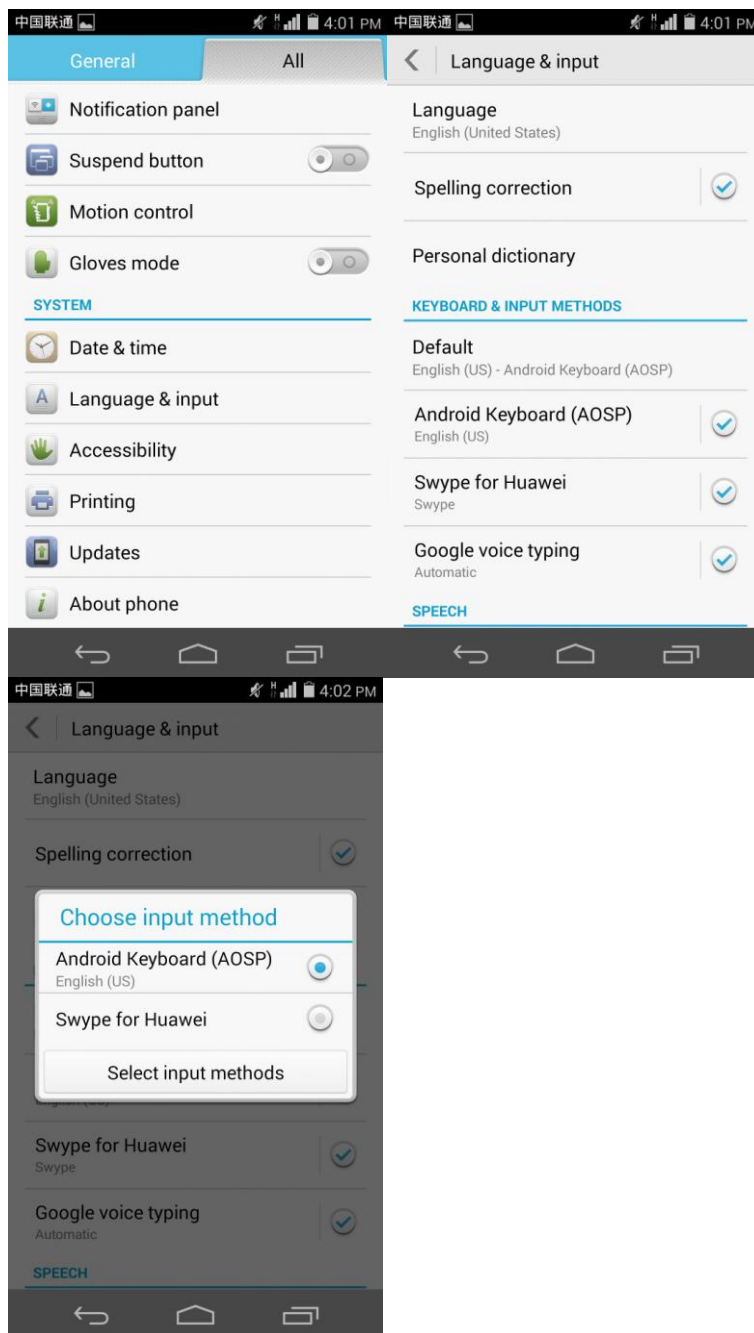 中国联通
4:01 PM
General
All
Notification panel
Suspend button
Motion control
Gloves mode
SYSTEM
Date & time
A
Language & input
Accessibility
Printing
Updates
i
About phone
中国联通
H
4:01 PM
Language & input
Language
English (United States)
Spelling correction
Personal dictionary
KEYBOARD & INPUT METHODS
Default
English (US) - Android Keyboard (AOSP)
Android Keyboard (AOSP)
English (US)
Swype for Huawei
Swype
Google voice typing
Automatic
SPEECH
中国联通
H
4:02 PM
Language & input
Language
English (United States)
Spelling correction
Choose input method
Android Keyboard (AOSP)
English (US)
Swype for Huawei
Select input methods
Swype for Huawei
Swype
Google voice typing
Automatic
SPEECH